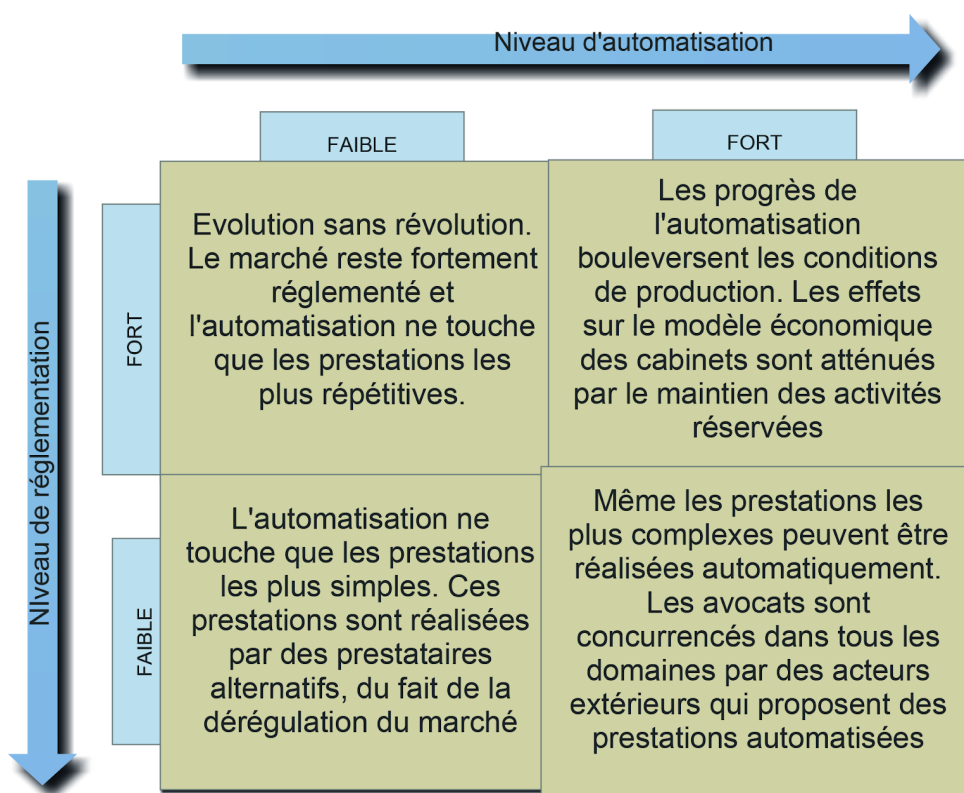 Niveau d'automatisation
FAIBLE
FORT
NIveau de réglementation
FORT
Evolution sans révolution.
Le marché reste fortement
réglementé et
l'automatisation ne touche
que les prestations les
plus répétitives.
Les progrès de
l'automatisation
bouleversent les conditions
de production. Les effets
sur le modèle économique
des cabinets sont atténués
par le maintien des activités
réservées
FAIBLE
L'automatisation ne
touche que les prestations
les plus simples. Ces
prestations sont réalisées
par des prestataires
alternatifs, du fait de la
dérégulation du marché
Même les prestations les
plus complexes peuvent être
réalisées automatiquement.
Les avocats sont
concurrencés dans tous les
domaines par des acteurs
extérieurs qui proposent des
prestations automatisées